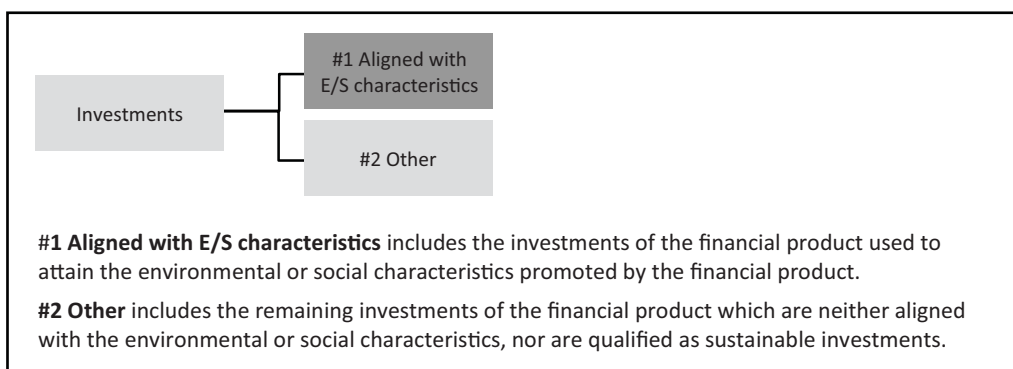 #1 Aligned with
E/S characteristics
Investments
#2 Other
#1 Aligned with E/S characteristics includes the investments of the financial product used to
attain the environmental or social characteristics promoted by the financial product.
#2 Other includes the remaining investments of the financial product which are neither aligned
with the environmental or social characteristics, nor are qualified as sustainable investments.